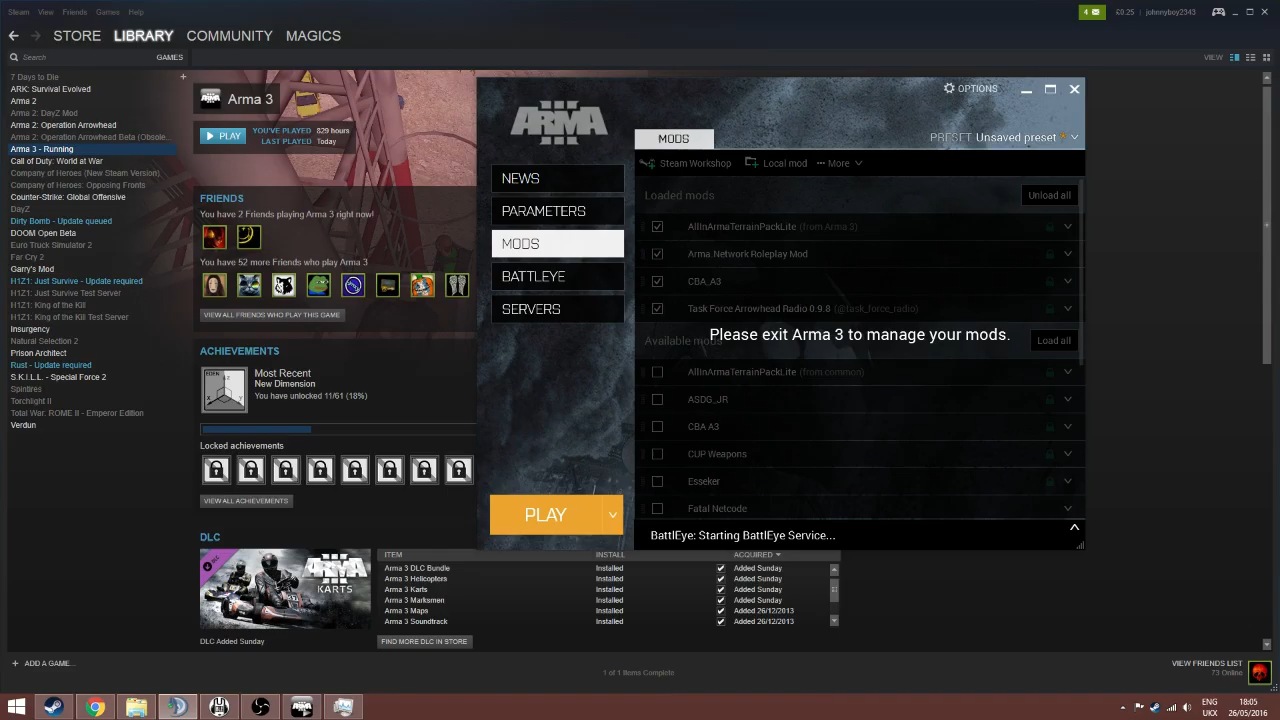 Steam View Friends Games Help
4 £0.25 johnnyboy2343
STORE LIBRARY COMMUNITY MAGICS
Search GAMES VIEW
7 Days to Die
ARK: Survival Evolved
Arma 2
Arma 2: DayZ Mod
Arma 2: Operation Arrowhead
Arma 2: Operation Arrowhead Beta (Obsole...
Arma 3 - Running
Call of Duty: World at War
Company of Heroes (New Steam Version)
Company of Heroes: Opposing Fronts
Counter-Strike: Global Offensive
DayZ
Dirty Bomb - Update queued
DOOM Open Beta
Euro Truck Simulator 2
Far Cry 2
Garry's Mod
H1Z1: Just Survive - Update required
H1Z1: Just Survive Test Server
H1Z1: King of the Kill
H1Z1: King of the Kill Test Server
Insurgency
Natural Selection 2
Prison Architect
Rust - Update required
S.K.I.L.L. - Special Force 2
Spintires
Torchlight II
Total War: ROME II - Emperor Edition
Verdun
Arma 3
PLAY
YOU'VE PLAYED 829 hours
LAST PLAYED Today
FRIENDS
You have 2 Friends playing Arma 3 right now!
You have 52 more Friends who play Arma 3
VIEW ALL FRIENDS WHO PLAY THIS GAME
ACHIEVEMENTS
Most Recent
New Dimension
You have unlocked 11/61 (18%)
Locked achievements
VIEW ALL ACHIEVEMENTS
DLC
ARMA III KARTS
DLC Added Sunday
ITEM INSTALL ACQUIRED
Arma 3 DLC Bundle Installed Added Sunday
Arma 3 Helicopters Installed Added Sunday
Arma 3 Karts Installed Added Sunday
Arma 3 Marksmen Installed Added Sunday
Arma 3 Maps Installed Added 26/12/2013
Arma 3 Soundtrack Installed Added 26/12/2013
FIND MORE DLC IN STORE
ARMA III
OPTIONS
NEWS
PARAMETERS
MODS
BATTLEYE
SERVERS
PLAY
MODS
PRESET Unsaved preset *
Steam Workshop Local mod ··· More
Loaded mods Unload all
AllInArmaTerrainPackLite (from Arma 3)
Arma Network Roleplay Mod
CBA_A3
Task Force Arrowhead Radio 0.9.8 (@task_force_radio)
Please exit Arma 3 to manage your mods.
Available mods Load all
AllInArmaTerrainPackLite (from common)
ASDG_JR
CBA A3
CUP Weapons
Esseker
Fatal Netcode
BattlEye: Starting BattlEye Service...
+ ADD A GAME...
1 of 1 Items Complete
VIEW FRIENDS LIST
73 Online
ENG
UKX
18:05
26/05/2016